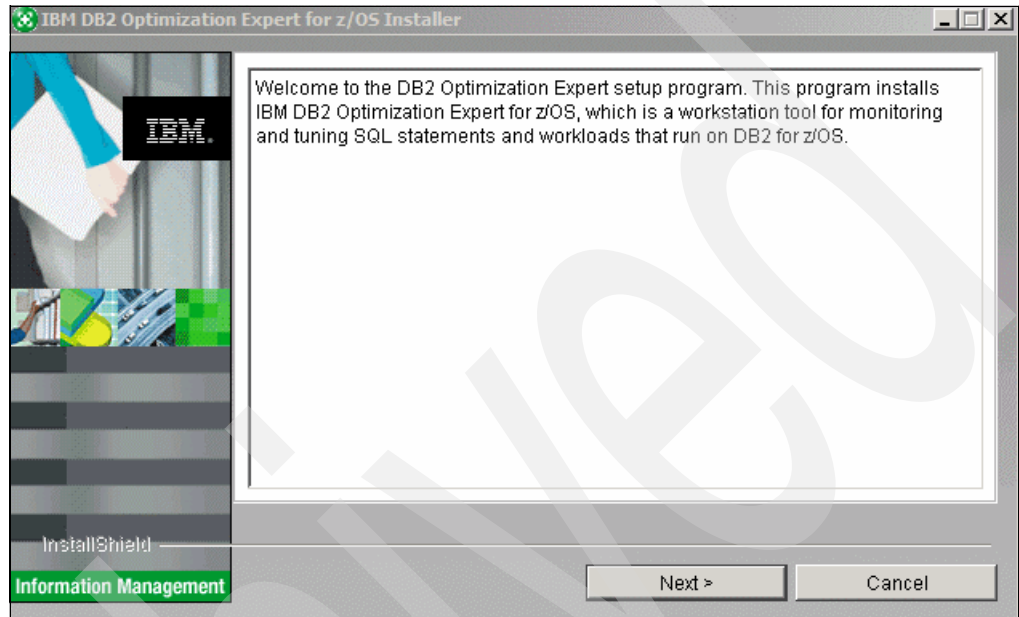 IBM DB2 Optimization Expert for z/OS Installer
Welcome to the DB2 Optimization Expert setup program. This program installs
IBM DB2 Optimization Expert for z/OS, which is a workstation tool for monitoring
and tuning SQL statements and workloads that run on DB2 for z/OS.
IBM.
InstallShield
Information Management
Next >
Cancel